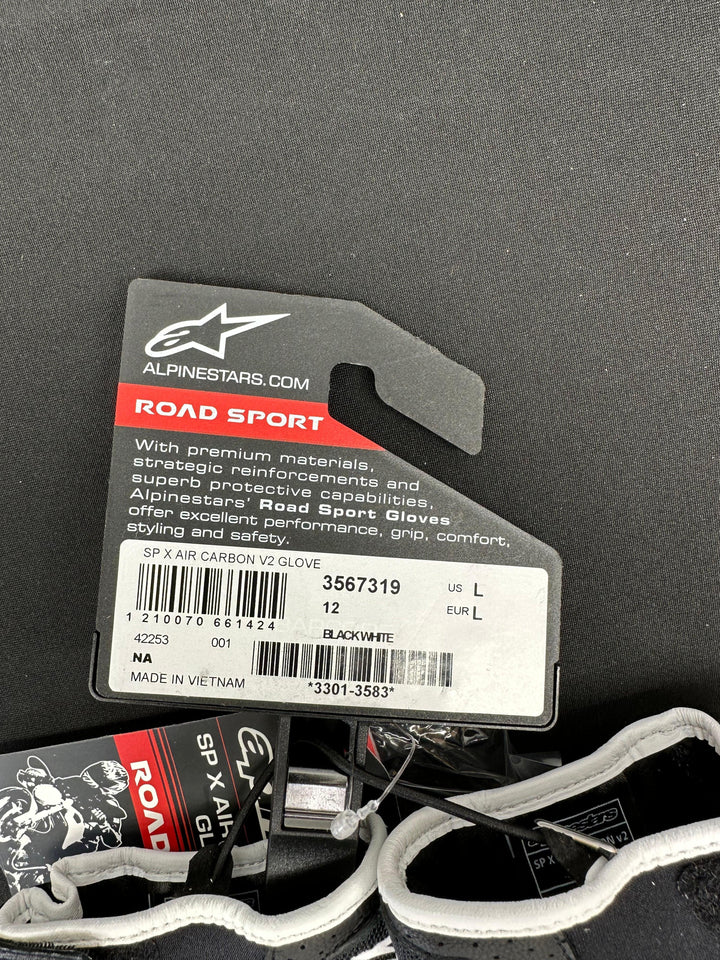 ALPINESTARS.COM
ROAD SPORT
With premium materials,
strategic reinforcements and
superb protective capabilities,
Alpinestars' Road Sport Gloves
offer excellent performance, grip, comfort,
styling and safety.
SP X AIR CARBON V2 GLOVE
3567319
US L
12
EUR L
1 210070 661424
BLACK WHITE
42253 001
NA
*3301-3583*
MADE IN VIETNAM
SP X AIR
GL
ROAD
alpinestars
SP X
BON v2